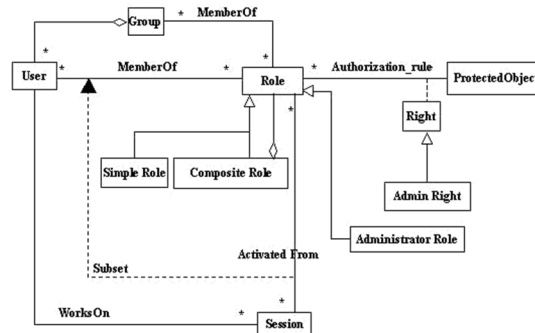 * MemberOf
Group
* *
* MemberOf *
User
Role
* Authorization_rule
ProtectedObject
*
Right
Simple Role
Composite Role
Admin Right
Administrator Role
Activated From
Subset
WorksOn * *
Session